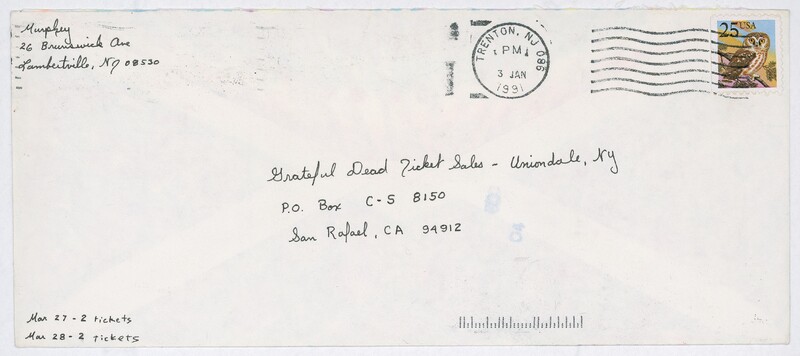 Murphey
26 Brunswick Ave
Lambertville, NJ 08530
TRENTON, NJ 086
PM
3 JAN
1991
25 USA
Grateful Dead Ticket Sales - Uniondale, NY
P.O. Box C-S 8150
San Rafael, CA 94912
Mar 27 - 2 tickets
Mar 28 - 2 tickets